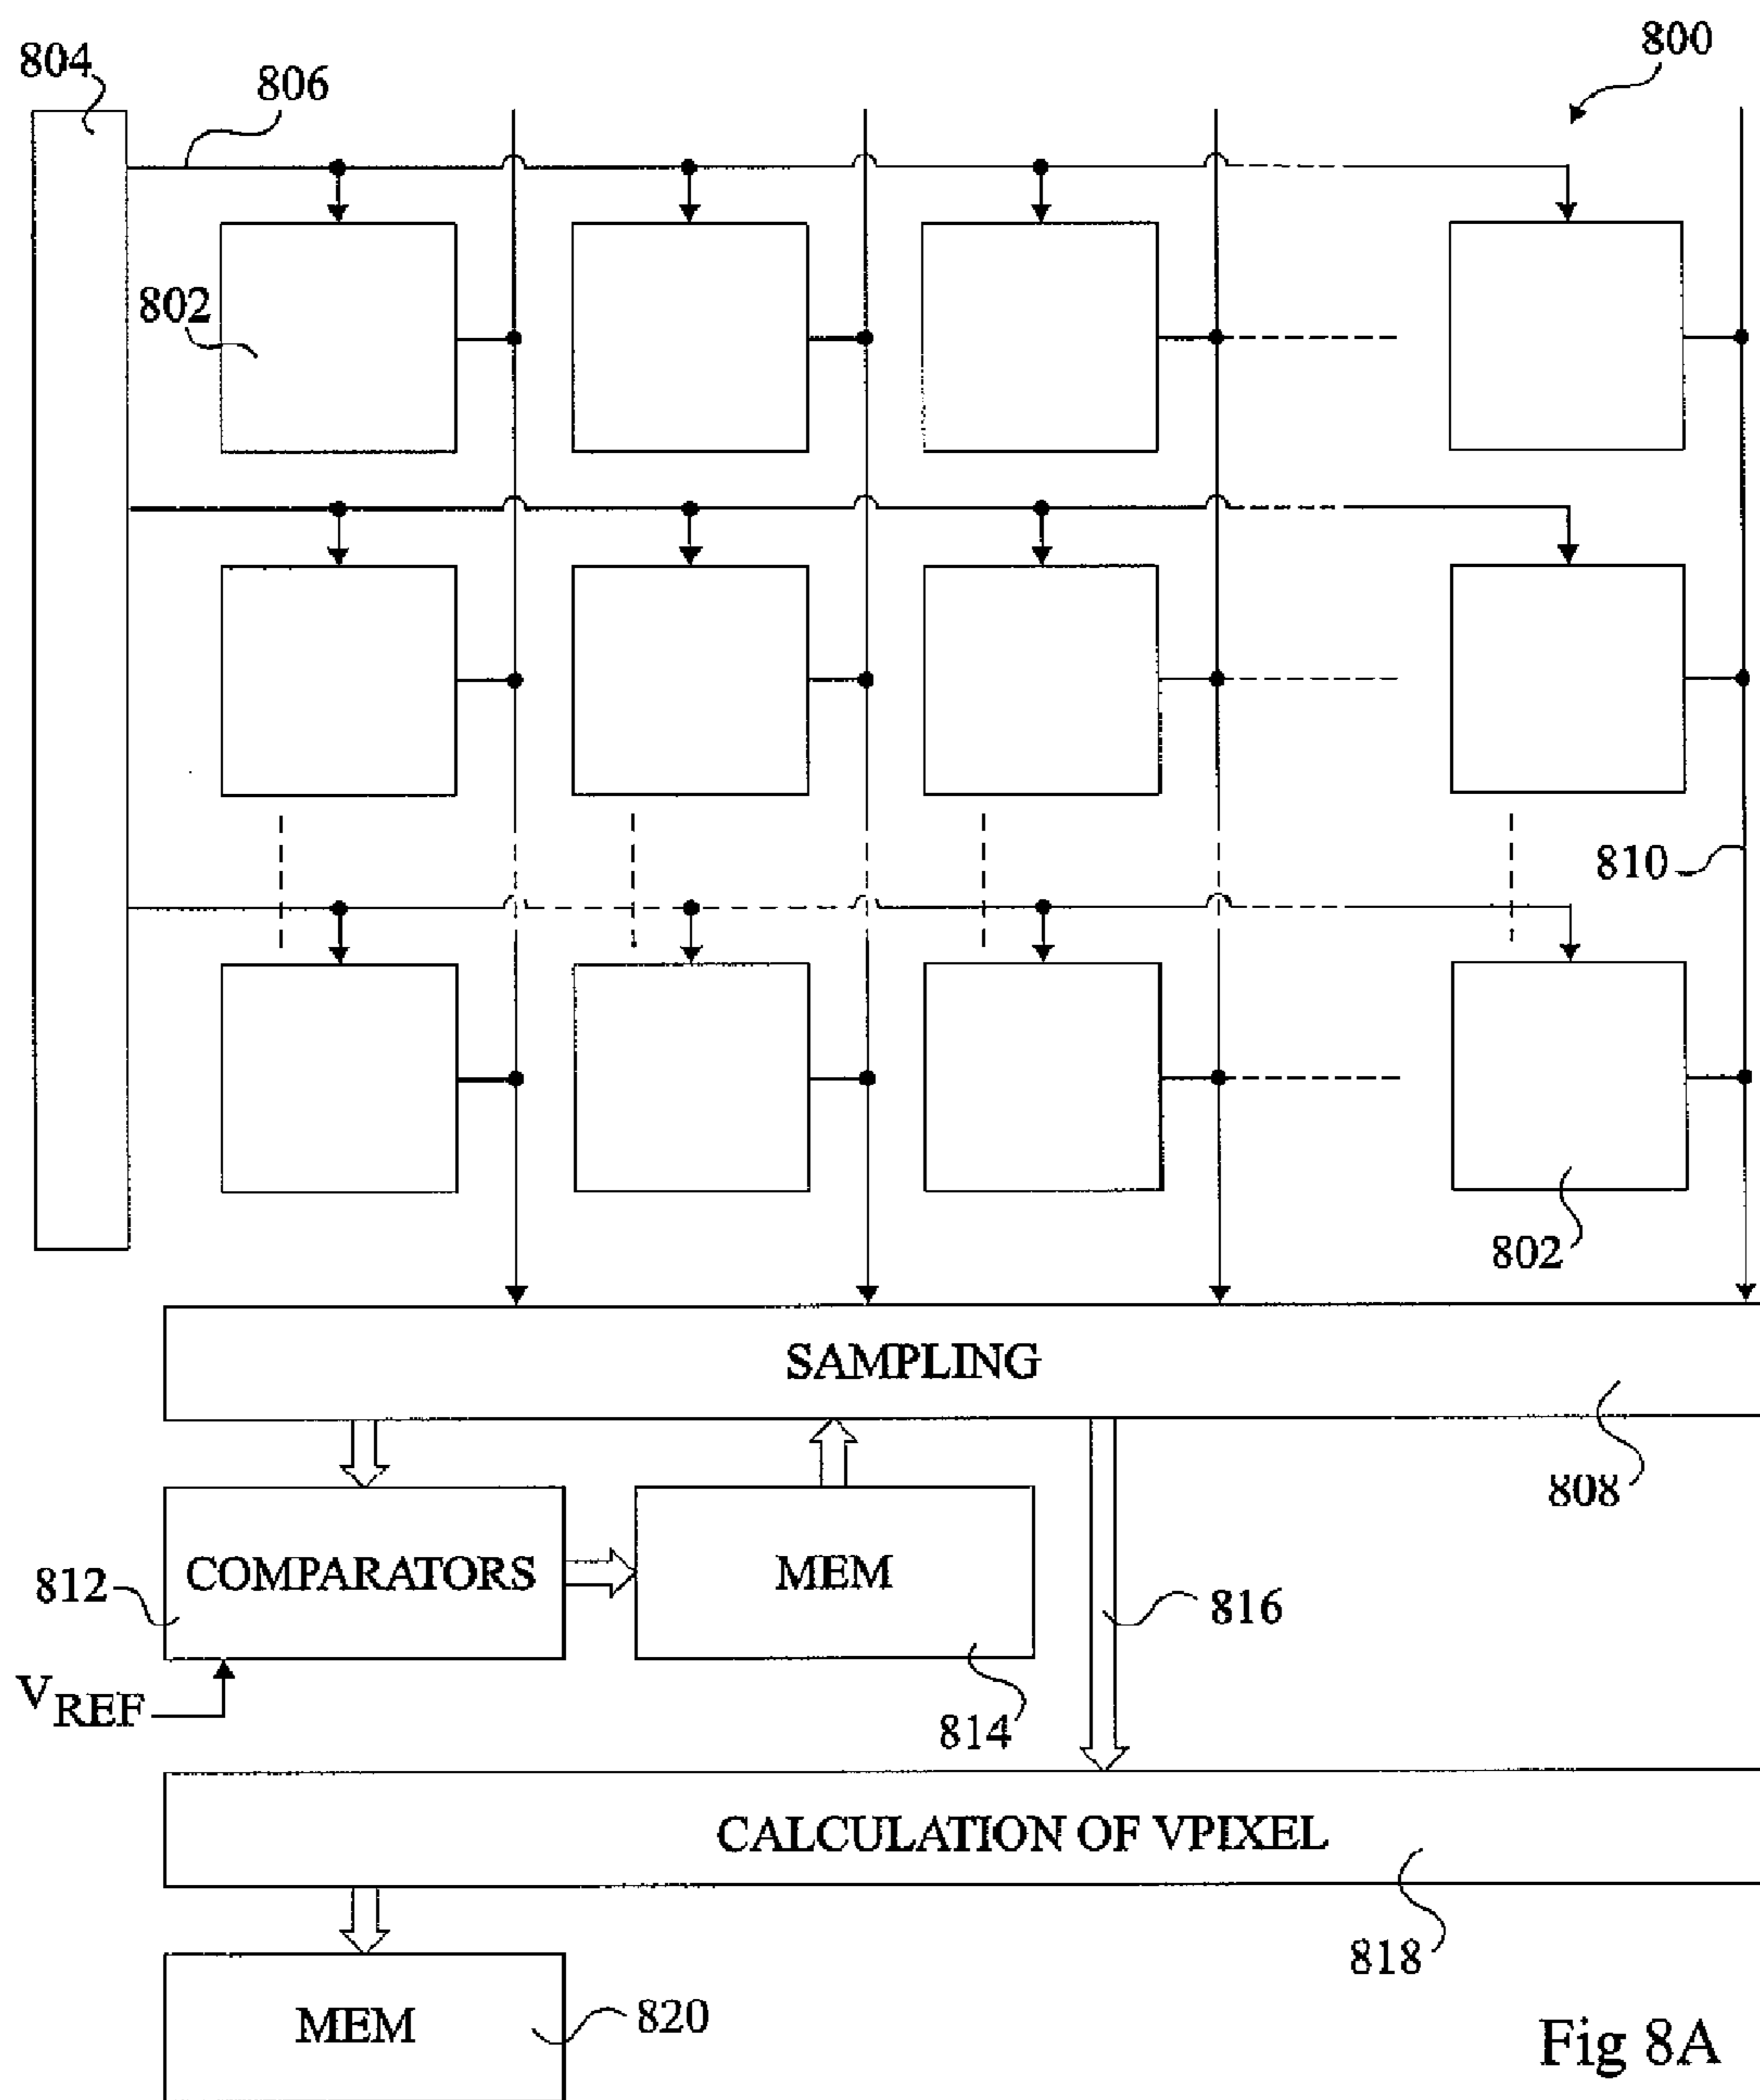 800
804
806
802
810
802
SAMPLING
808
COMPARATORS
MEM
812
816
VREF
814
CALCULATION OF VPIXEL
818
MEM
820
Fig 8A